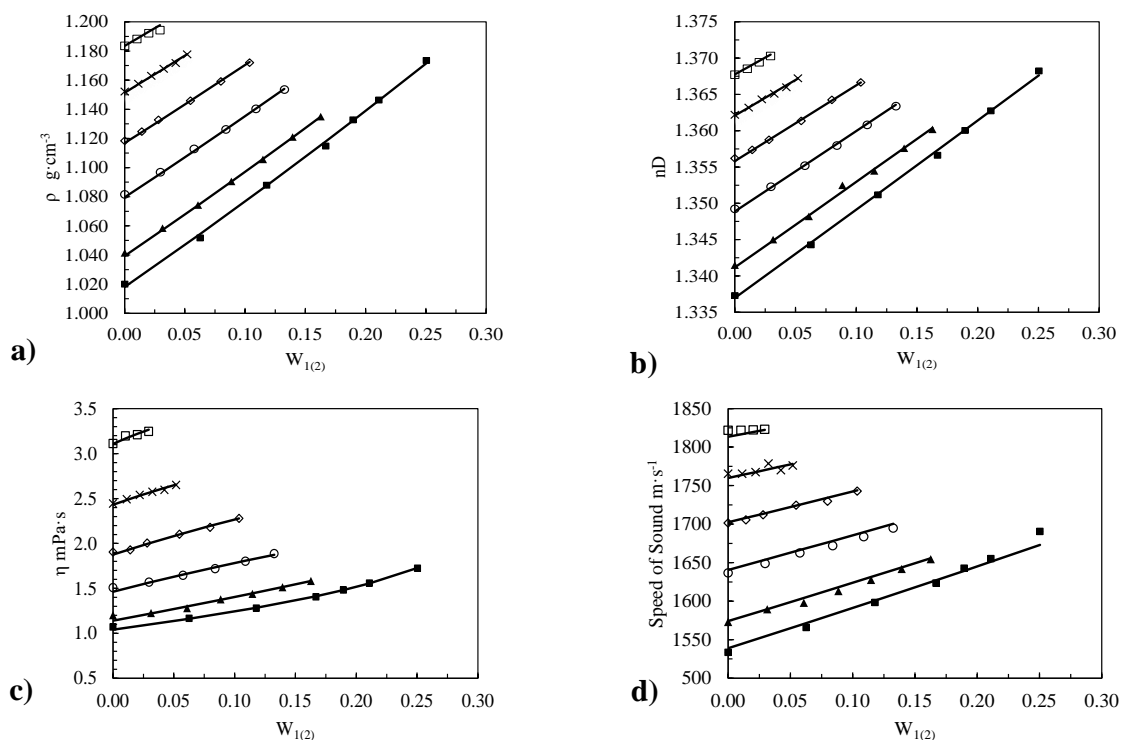 1.200
1.180
1.160
1.140
1.120
1.100
1.080
1.060
1.040
1.020
1.000
ρ g·cm-3
0.00 0.05 0.10 0.15 0.20 0.25 0.30
W1(2)
a)
1.370
1.365
1.360
1.355
1.350
1.345
1.340
1.335
nD
0.00 0.05 0.10 0.15 0.20 0.25 0.30
W1(2)
b)
3.5
3.0
2.5
2.0
1.5
1.0
0.5
η mPa·s
0.00 0.05 0.10 0.15 0.20 0.25 0.30
W1(2)
c)
1850
1800
1750
1700
1650
1600
1550
500
Speed of Sound m·s-1
0.00 0.05 0.10 0.15 0.20 0.25 0.30
W1(2)
d)